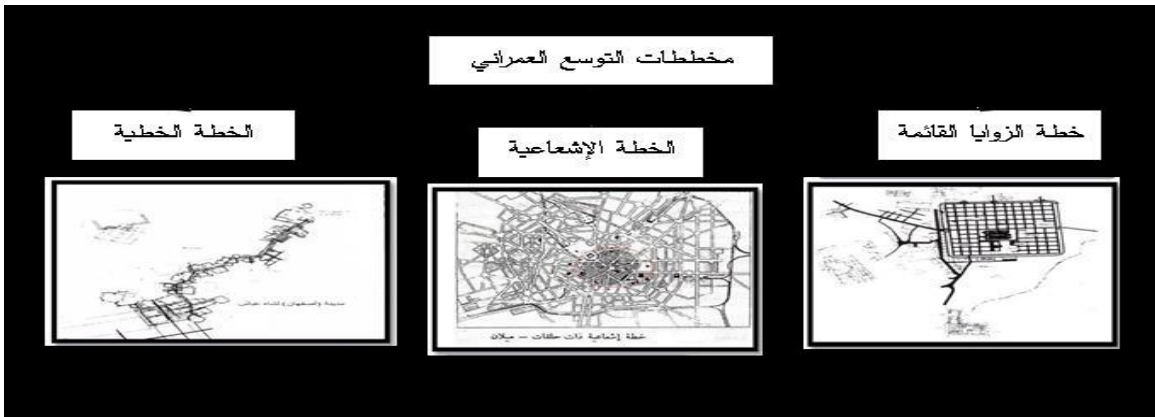 مخططات التوسع العمراني
خطة الزوايا القائمة
الخطة الإشعاعية
الخطة الخطية
خطة إشعاعية ذات حلقات – ميلان